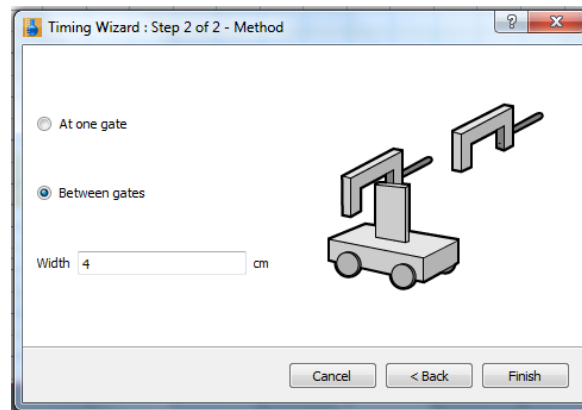 Timing Wizard : Step 2 of 2 - Method
? X
At one gate
Between gates
Width 4 cm
Cancel < Back Finish